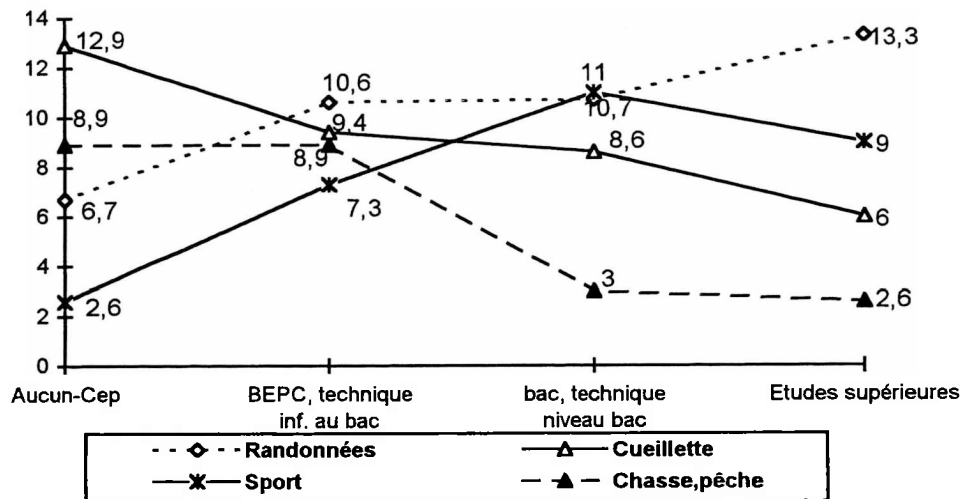 14
12,9
13,3
12
11
10,6
10
10,7
9,4
8,9
9
8
8,9
8,6
6
6,7
7,3
6
4
3
2
2,6
2,6
0
Aucun-Cep
BEPC, technique
inf. au bac
bac, technique
niveau bac
Etudes supérieures
Randonnées
Cueillette
Sport
Chasse,pêche